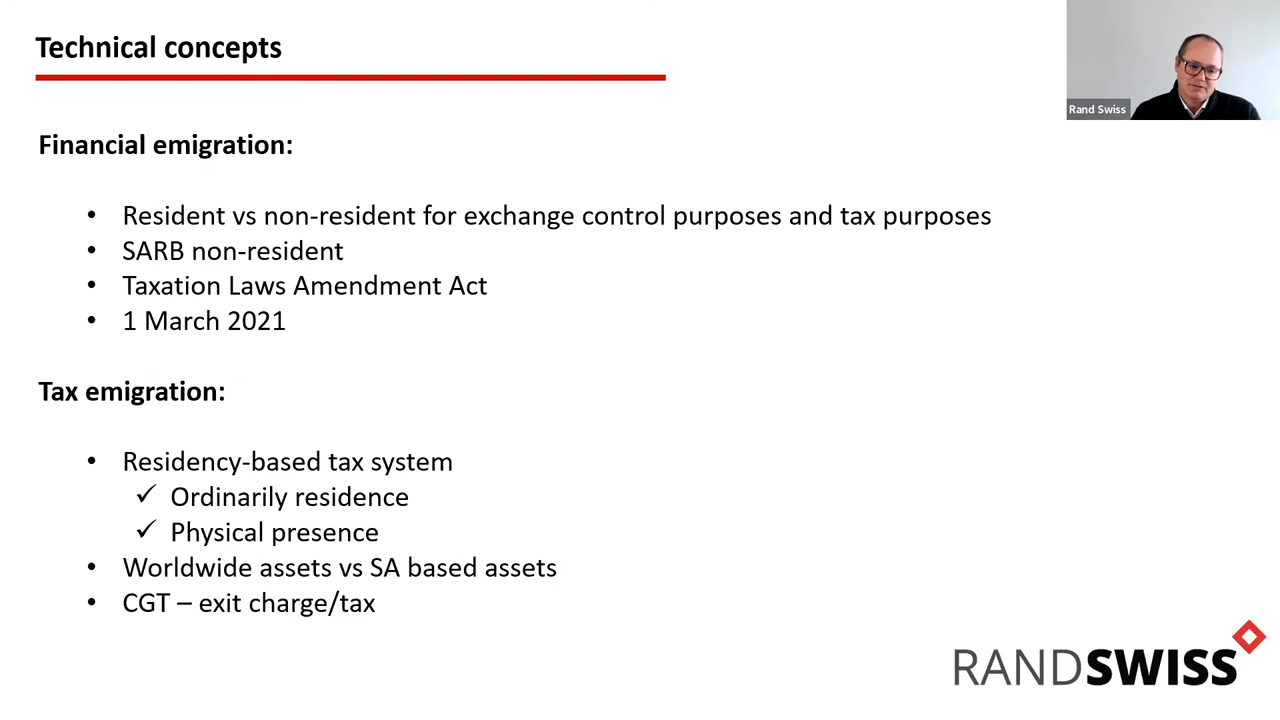 Technical concepts
Rand Swiss
Financial emigration:
• Resident vs non-resident for exchange control purposes and tax purposes
• SARB non-resident
• Taxation Laws Amendment Act
• 1 March 2021
Tax emigration:
• Residency-based tax system
✓ Ordinarily residence
✓ Physical presence
• Worldwide assets vs SA based assets
• CGT – exit charge/tax
RANDSWISS